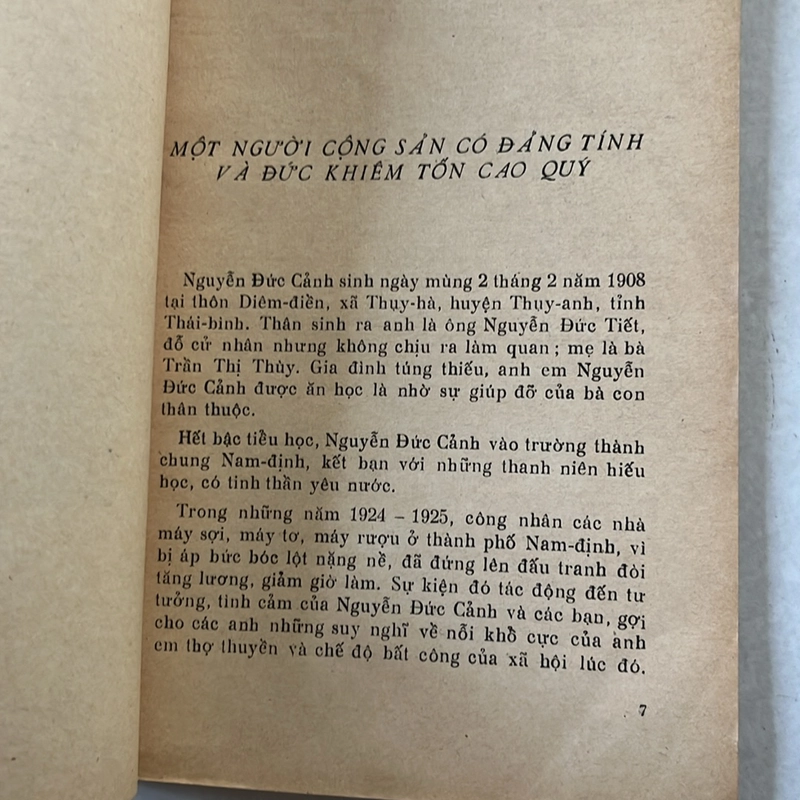 MỘT NGƯỜI CỘNG SẢN CÓ ĐẢNG TÍNH
VÀ ĐỨC KHIÊM TỐN CAO QUÝ
Nguyễn Đức Cảnh sinh ngày mùng 2 tháng 2 năm 1908
tại thôn Diêm-điền, xã Thụy-hà, huyện Thụy-anh, tỉnh
Thái-bình. Thân sinh ra anh là ông Nguyễn Đức Tiết,
đỗ cử nhân nhưng không chịu ra làm quan ; mẹ là bà
Trần Thị Thùy. Gia đình túng thiếu, anh em Nguyễn
Đức Cảnh được ăn học là nhờ sự giúp đỡ của bà con
thân thuộc.
Hết bậc tiểu học, Nguyễn Đức Cảnh vào trường thành
chung Nam-định, kết bạn với những thanh niên hiếu
học, có tinh thần yêu nước.
Trong những năm 1924 – 1925, công nhân các nhà
máy sợi, máy tơ, máy rượu ở thành phố Nam-định, vì
bị áp bức bóc lột nặng nề, đã đứng lên đấu tranh đòi
tăng lương, giảm giờ làm. Sự kiện đó tác động đến tư
tưởng, tình cảm của Nguyễn Đức Cảnh và các bạn, gợi
cho các anh những suy nghĩ về nỗi khổ cực của anh
em thợ thuyền và chế độ bất công của xã hội lúc đó.
7